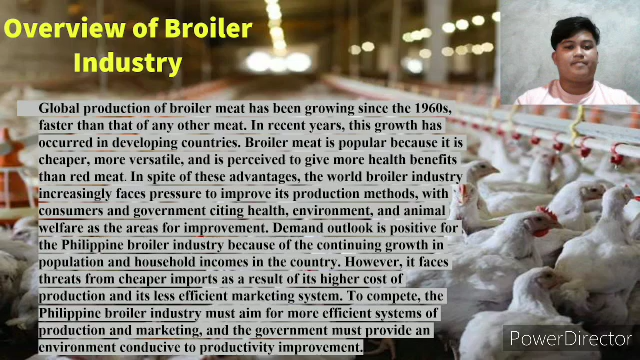 Overview of Broiler
Industry
Global production of broiler meat has been growing since the 1960s,
faster than that of any other meat. In recent years, this growth has
occurred in developing countries. Broiler meat is popular because it is
cheaper, more versatile, and is perceived to give more health benefits
than red meat. In spite of these advantages, the world broiler industry
increasingly faces pressure to improve its production methods, with
consumers and government citing health, environment, and animal
welfare as the areas for improvement. Demand outlook is positive for
the Philippine broiler industry because of the continuing growth in
population and household incomes in the country. However, it faces
threats from cheaper imports as a result of its higher cost of
production and its less efficient marketing system. To compete, the
Philippine broiler industry must aim for more efficient systems of
production and marketing, and the government must provide an
environment conducive to productivity improvement.
PowerDirector